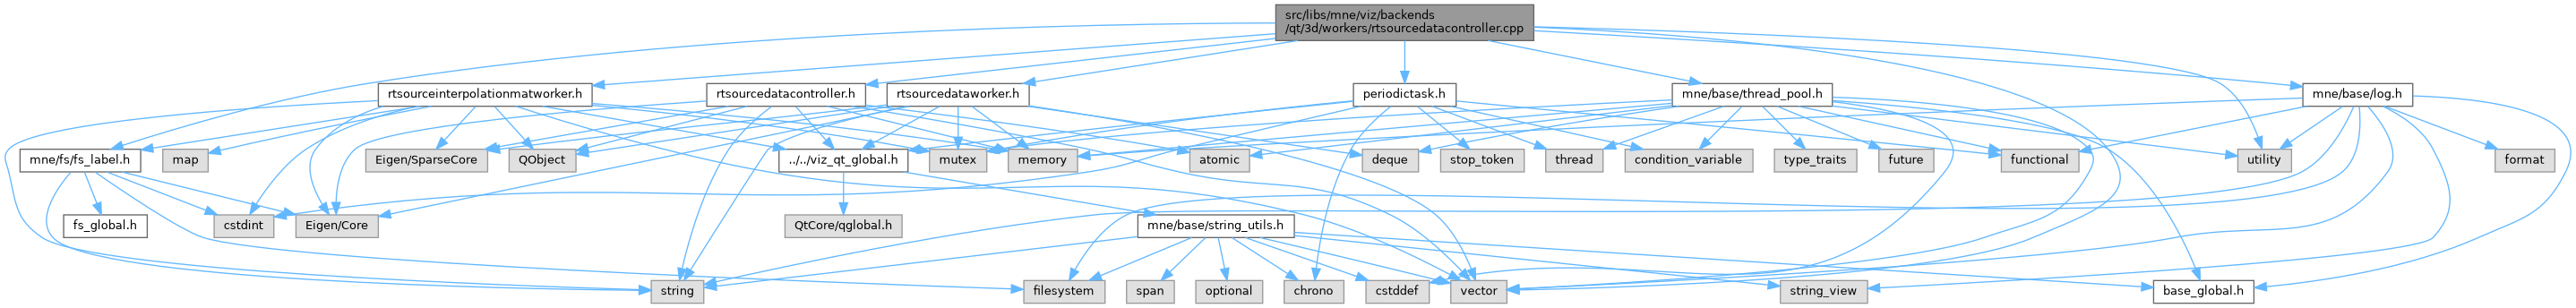 src/libs/mne/viz/backends
/qt/3d/workers/rtsourcedatacontroller.cpp
rtsourceinterpolationmatworker.h
rtsourcedatacontroller.h
rtsourcedataworker.h
periodictask.h
mne/base/thread_pool.h
mne/base/log.h
mne/fs/fs_label.h
map
Eigen/SparseCore
QObject
../../viz_qt_global.h
mutex
memory
atomic
deque
stop_token
thread
condition_variable
type_traits
future
functional
utility
format
fs_global.h
cstdint
Eigen/Core
QtCore/qglobal.h
mne/base/string_utils.h
string
filesystem
span
optional
chrono
cstddef
vector
string_view
base_global.h